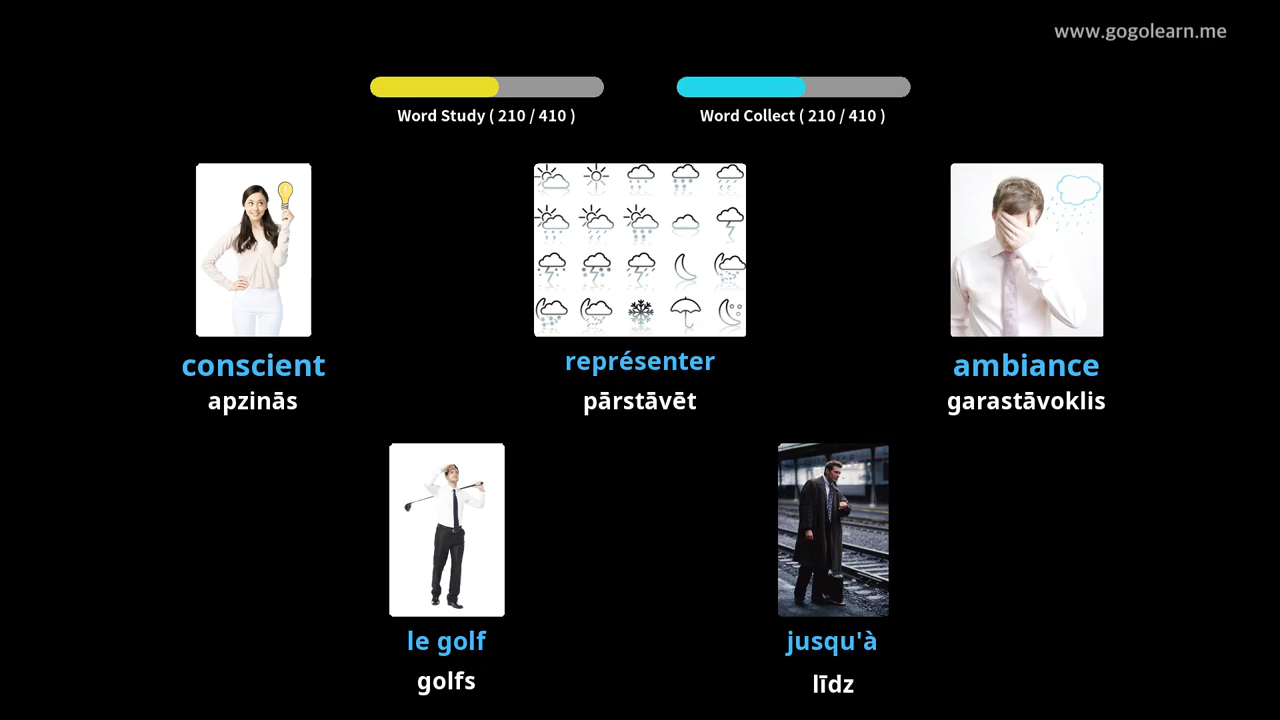 www.gogolearn.me
Word Study ( 210 / 410 )
Word Collect ( 210 / 410 )
conscient
apzinās
représenter
pārstāvēt
ambiance
garastāvoklis
le golf
golfs
jusqu'à
līdz